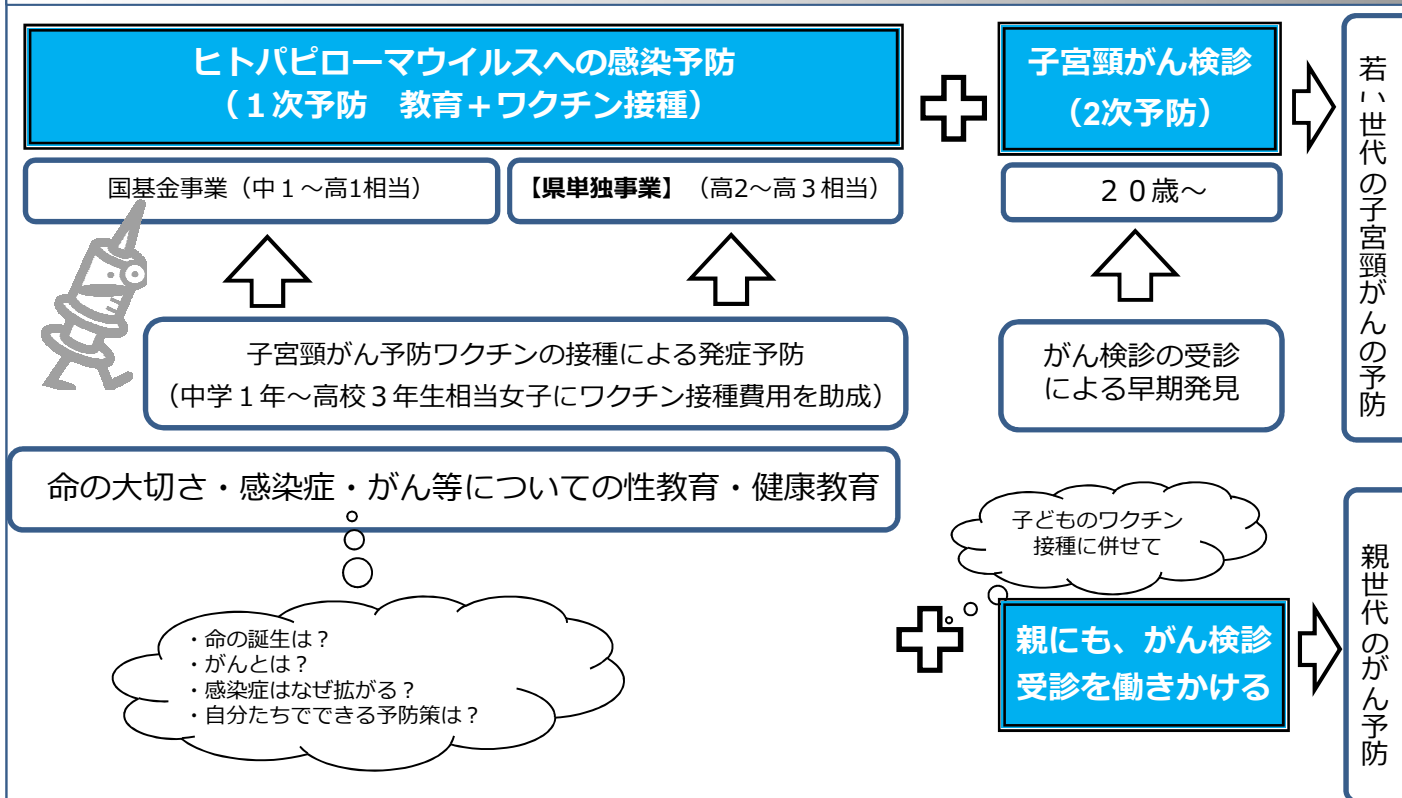 ヒトパピローマウイルスへの感染予防
（１次予防　教育＋ワクチン接種）
子宮頸がん検診
（2次予防）
若い世代の子宮頸がんの予防
国基金事業（中１～高1相当）
【県単独事業】（高2～高３相当）
２０歳～
子宮頸がん予防ワクチンの接種による発症予防
（中学１年～高校３年生相当女子にワクチン接種費用を助成）
がん検診の受診
による早期発見
命の大切さ・感染症・がん等についての性教育・健康教育
子どものワクチン
接種に併せて
・命の誕生は？
・がんとは？
・感染症はなぜ拡がる？
・自分たちでできる予防策は？
親にも、がん検診
受診を働きかける
親世代のがん予防